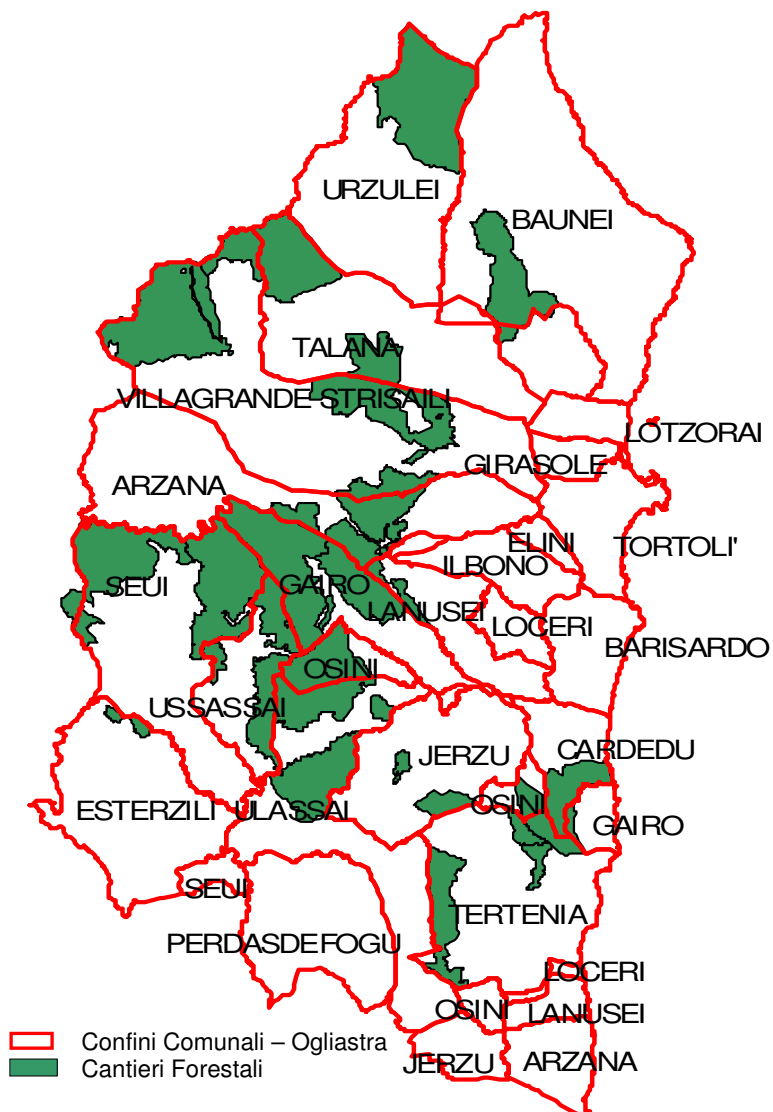 URZULEI
BAUNEI
TALANA
VILLAGRANDE STRISAILI
LOTZORAI
GIRASOLE
ARZANA
TORTOLI'
ELINI
ILBONO
SEUI
GAIRO
LANUSEI
LOCERI
BARISARDO
OSINI
USSASSAI
JERZU
CARDEDU
ESTERZILI
ULASSAI
OSINI
GAIRO
SEUI
TERTENIA
PERDASDEFOGU
LOCERI
OSINI
LANUSEI
JERZU
ARZANA
Confini Comunali – Ogliastra
Cantieri Forestali